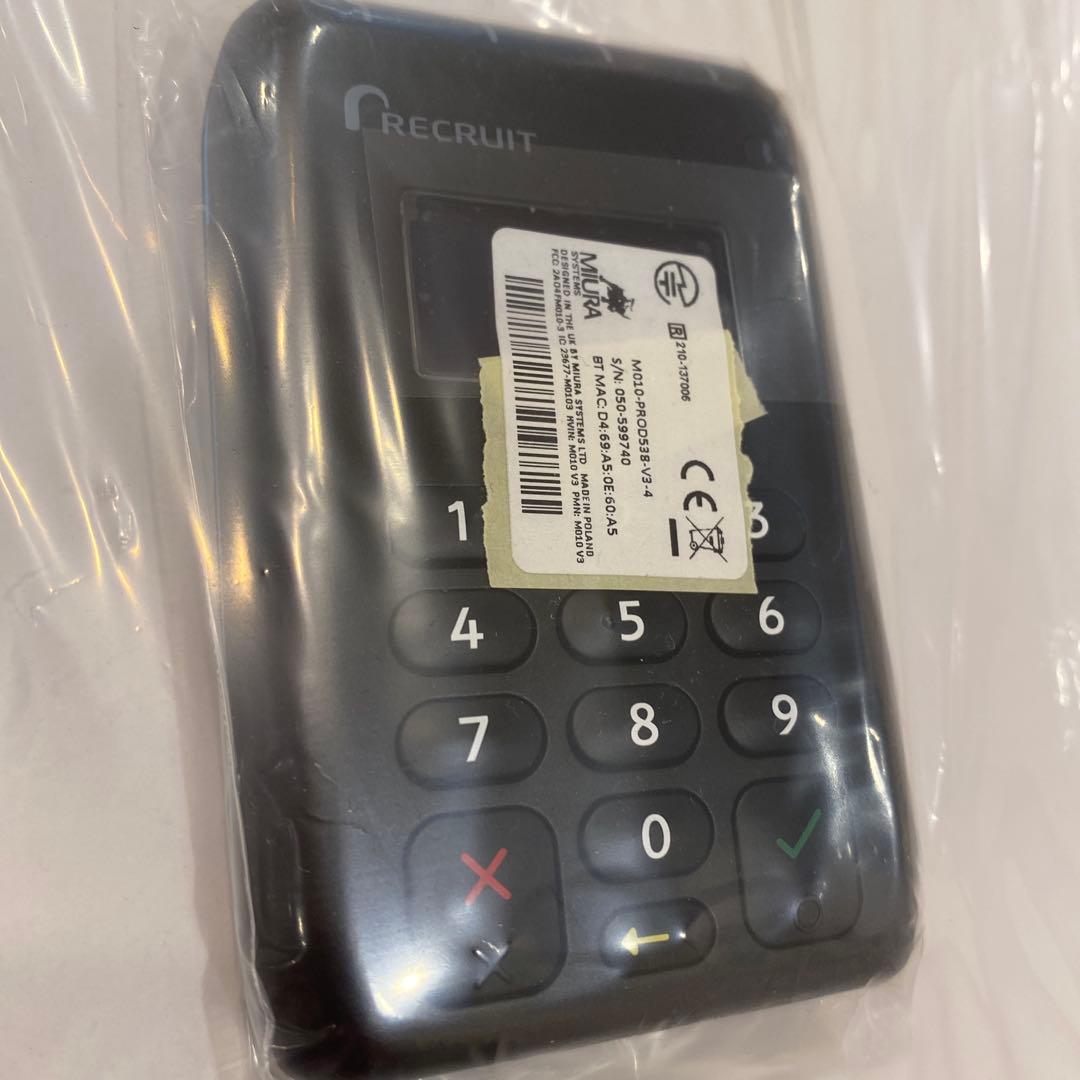 RECRUIT
R 210-137006
MIURA
SYSTEMS
M010-PROD538-V3-4
S/N: 050-599740
BT MAC: D4:69:A5:0E:60:A5
CE
DESIGNED IN THE UK BY MIURA SYSTEMS LTD MADE IN POLAND
FCC: 2AO4FM010-3 IC: 23677-M0103 HVIN: M010 V3 PMN: M010 V3
1 3
4 5 6
7 8 9
0